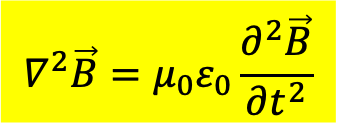 ∇²B⃗ = μ₀ε₀ ∂²B⃗/∂t²